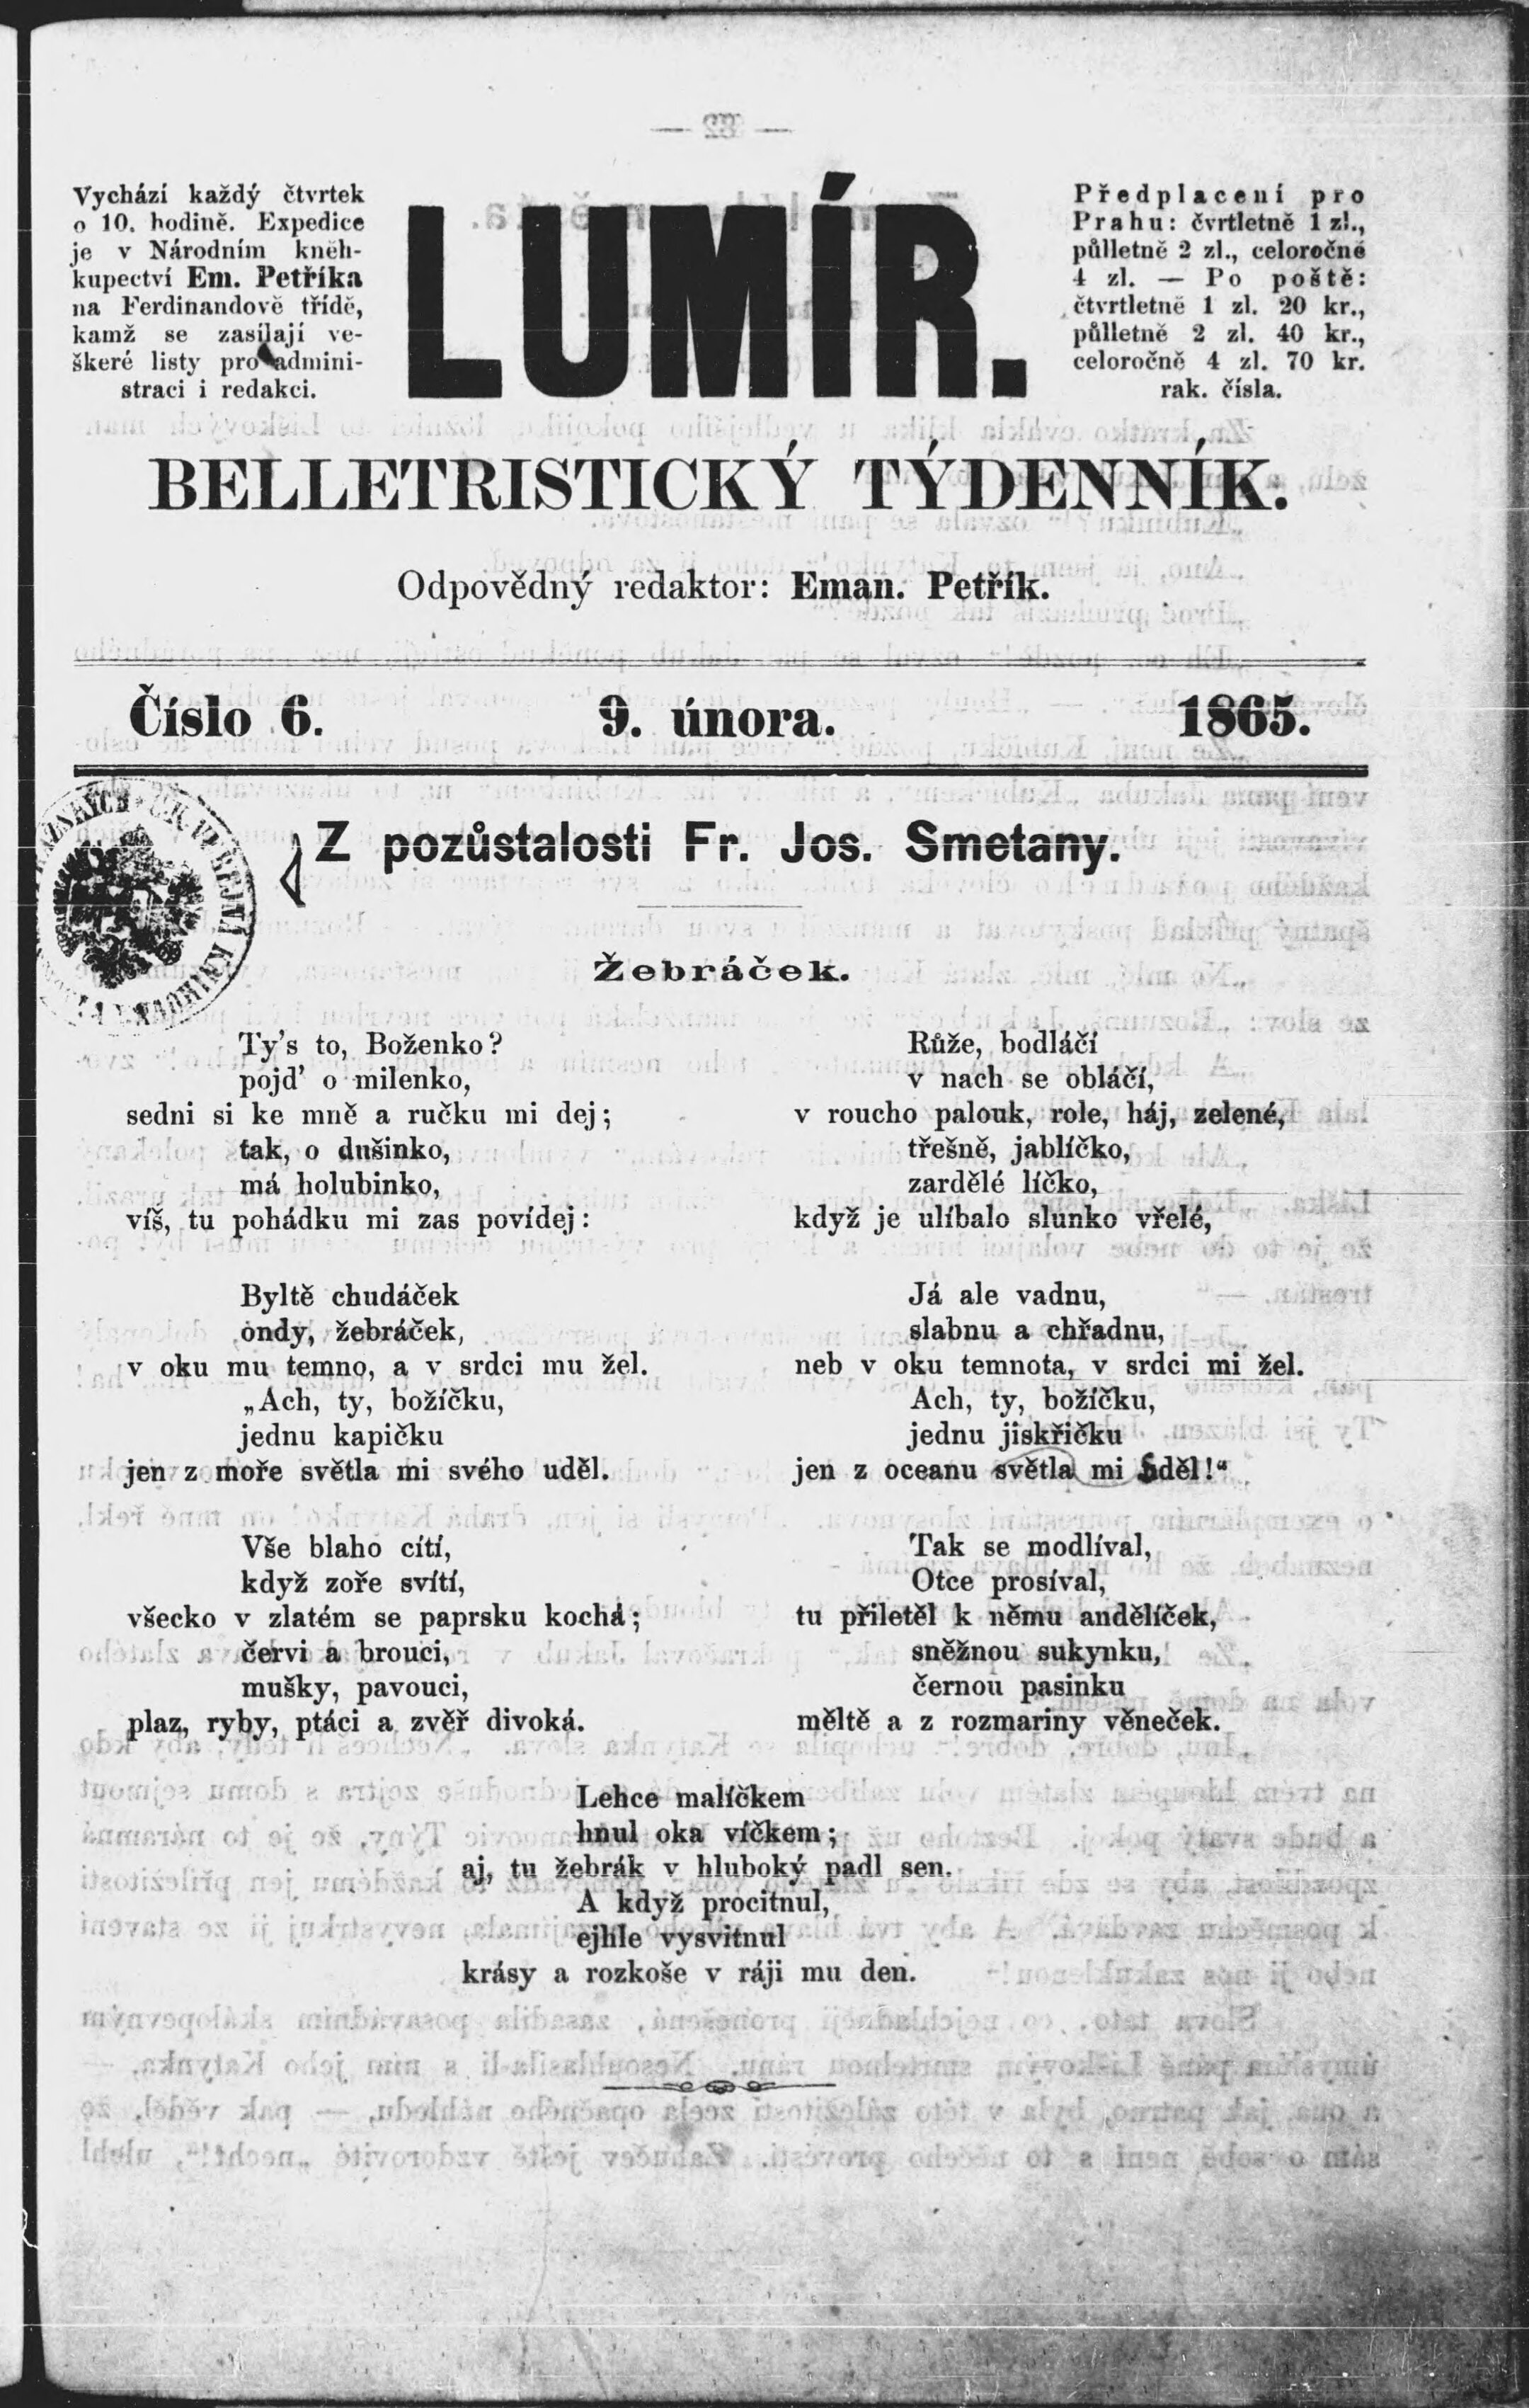 Vychází každý čtvrtek
o 10. hodině. Expedice
je v Národním kněh-
kupectví Em. Petříka
na Ferdinandově třídě,
kamž se zasílají ve-
škeré listy pro admini-
straci i redakci.
LUMÍR.
Předplacení pro
Prahu: čvrtletně 1 zl.,
půlletně 2 zl., celoročně
4 zl. — Po poště:
čtvrtletně 1 zl. 20 kr.,
půlletně 2 zl. 40 kr.,
celoročně 4 zl. 70 kr.
rak. čísla.
BELLETRISTICKÝ TÝDENNÍK.
Odpovědný redaktor: Eman. Petřík.
Číslo 6. 9. února. 1865.
Z pozůstalosti Fr. Jos. Smetany.
Žebráček.
Ty's to, Boženko?
pojd' o milenko,
sedni si ke mně a ručku mi dej;
tak, o dušinko,
má holubinko,
víš, tu pohádku mi zas povídej:
Byltě chudáček
ondy, žebráček,
v oku mu temno, a v srdci mu žel.
„Ach, ty, božíčku,
jednu kapičku
jen z moře světla mi svého uděl.
Vše blaho cítí,
když zoře svítí,
všecko v zlatém se paprsku kochá;
červi a brouci,
mušky, pavouci,
plaz, ryby, ptáci a zvěř divoká.
Růže, bodláčí
v nach se obláčí,
v roucho palouk, role, háj, zelené,
třešně, jablíčko,
zardělé líčko,
když je ulíbalo slunko vřelé,
Já ale vadnu,
slabnu a chřadnu,
neb v oku temnota, v srdci mi žel.
Ach, ty, božíčku,
jednu jiskřičku
jen z oceanu světla mi uděl!“
Tak se modlíval,
Otce prosíval,
tu přiletěl k němu andělíček,
sněžnou sukynku,
černou pasinku
měltě a z rozmariny věneček.
Lehce malíčkem
hnul oka víčkem;
aj, tu žebrák v hluboký padl sen.
A když procitnul,
ejhle vysvitnul
krásy a rozkoše v ráji mu den.